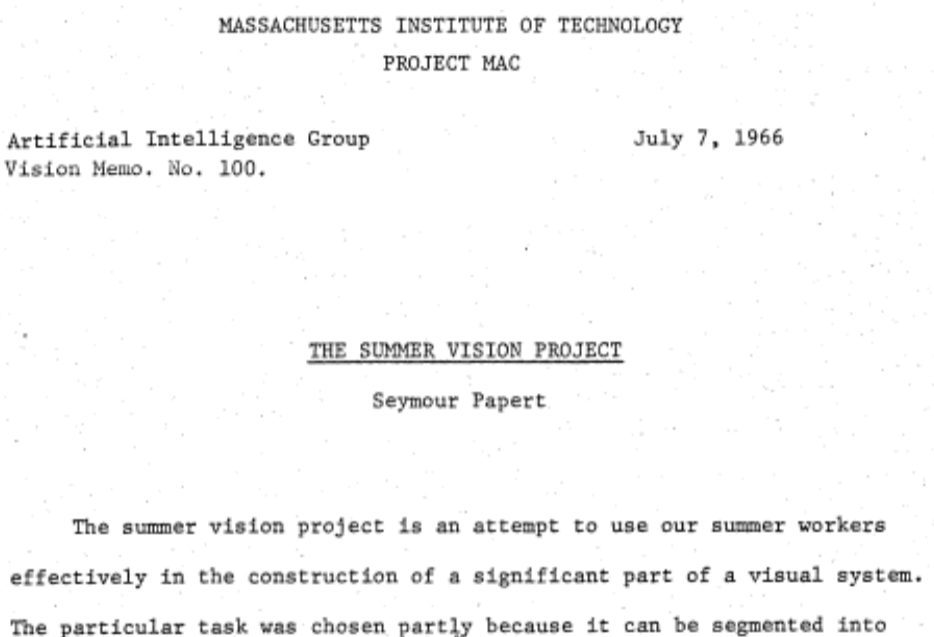 MASSACHUSETTS INSTITUTE OF TECHNOLOGY
PROJECT MAC
Artificial Intelligence Group July 7, 1966
Vision Memo. No. 100.
THE SUMMER VISION PROJECT
Seymour Papert
The summer vision project is an attempt to use our summer workers
effectively in the construction of a significant part of a visual system.
The particular task was chosen partly because it can be segmented into